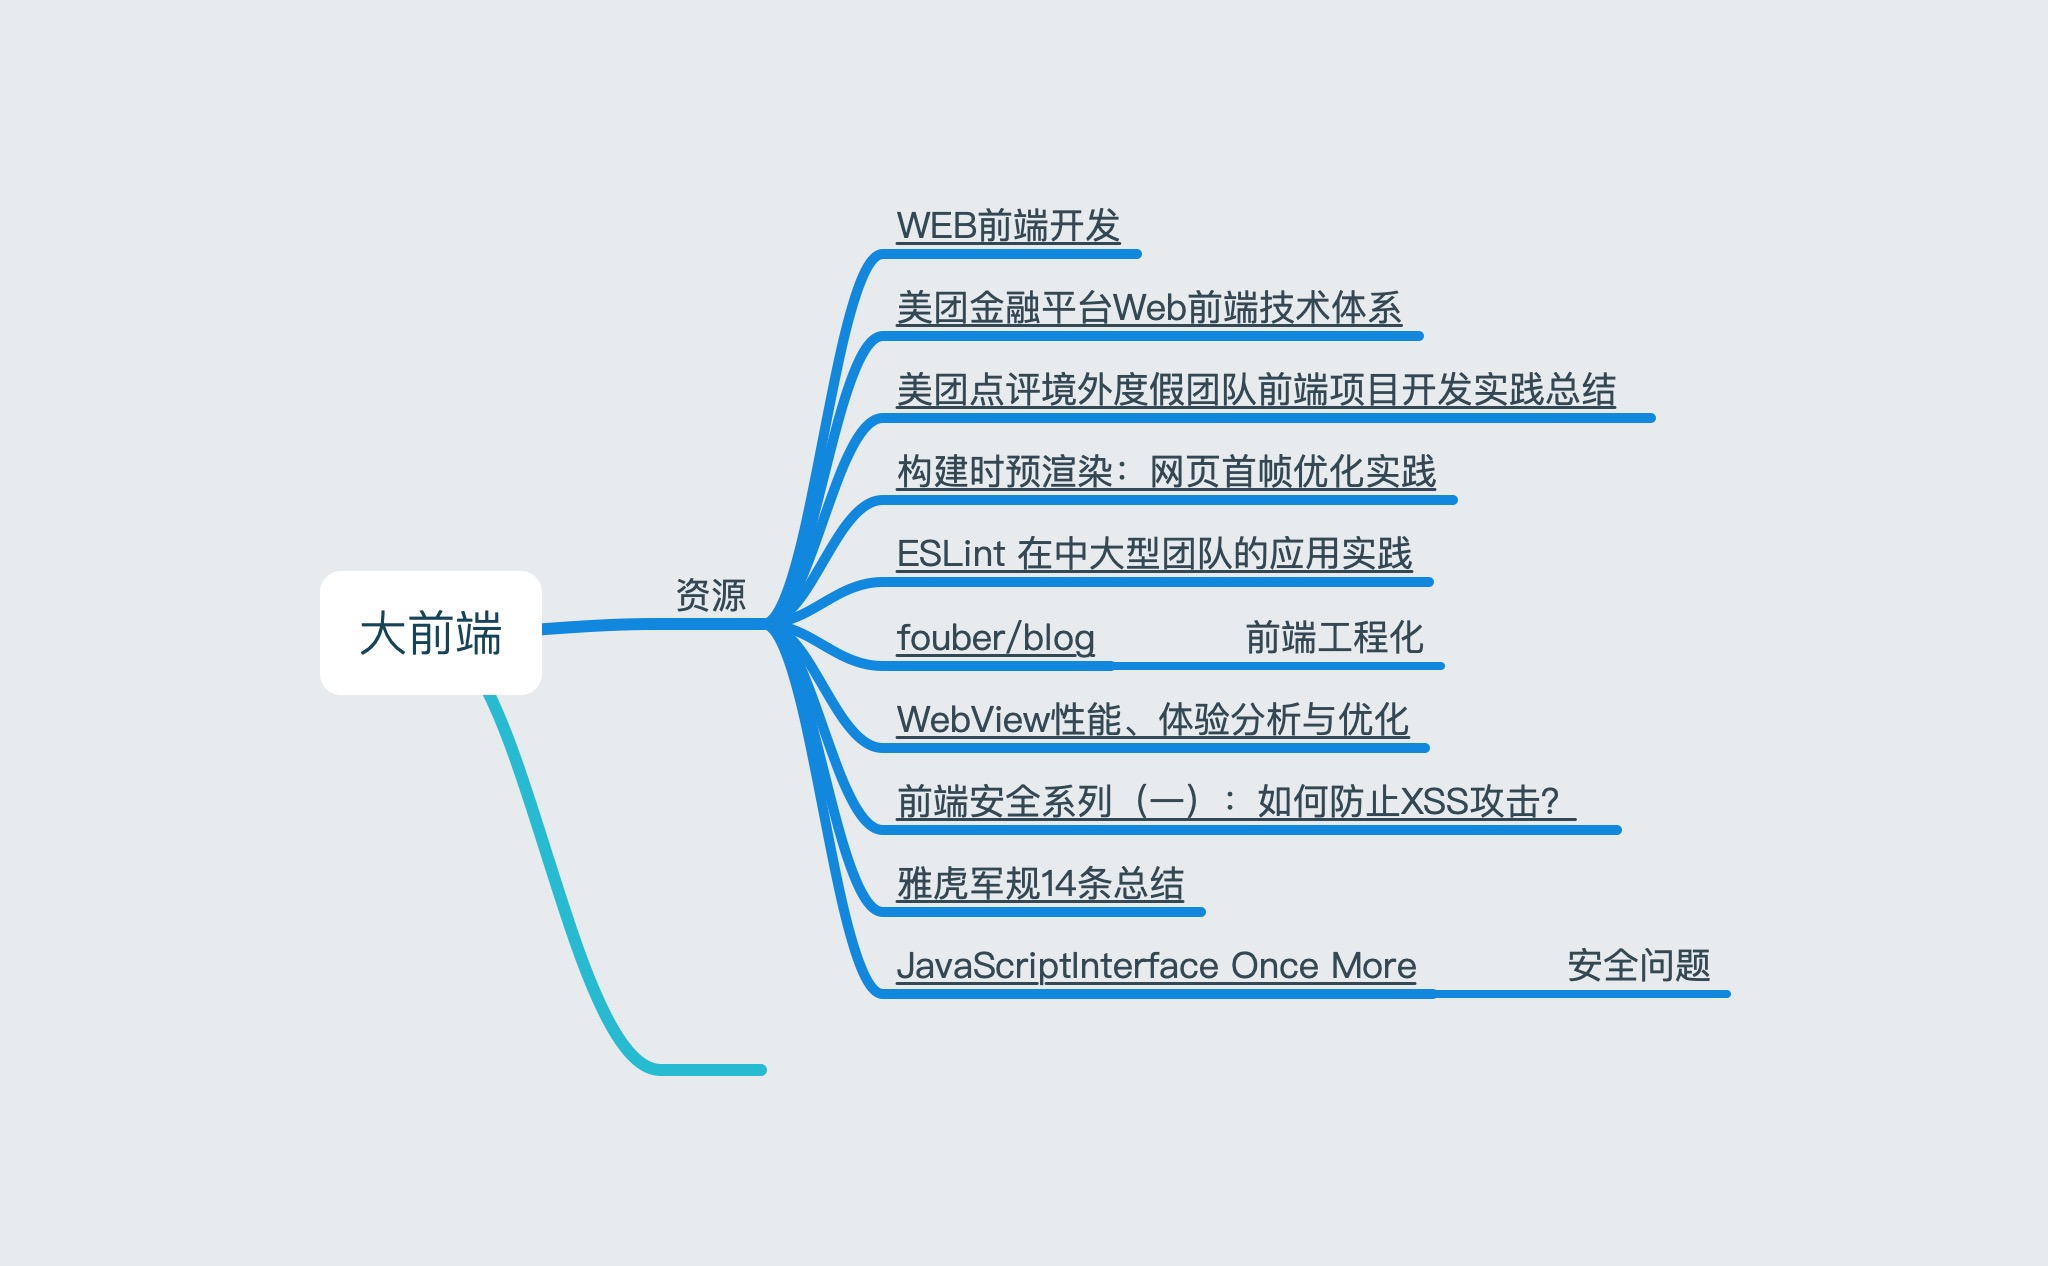 WEB前端开发
美团金融平台Web前端技术体系
美团点评境外度假团队前端项目开发实践总结
构建时预渲染：网页首帧优化实践
ESLint 在中大型团队的应用实践
资源
大前端
fouber/blog 前端工程化
WebView性能、体验分析与优化
前端安全系列（一）：如何防止XSS攻击？
雅虎军规14条总结
JavaScriptInterface Once More 安全问题